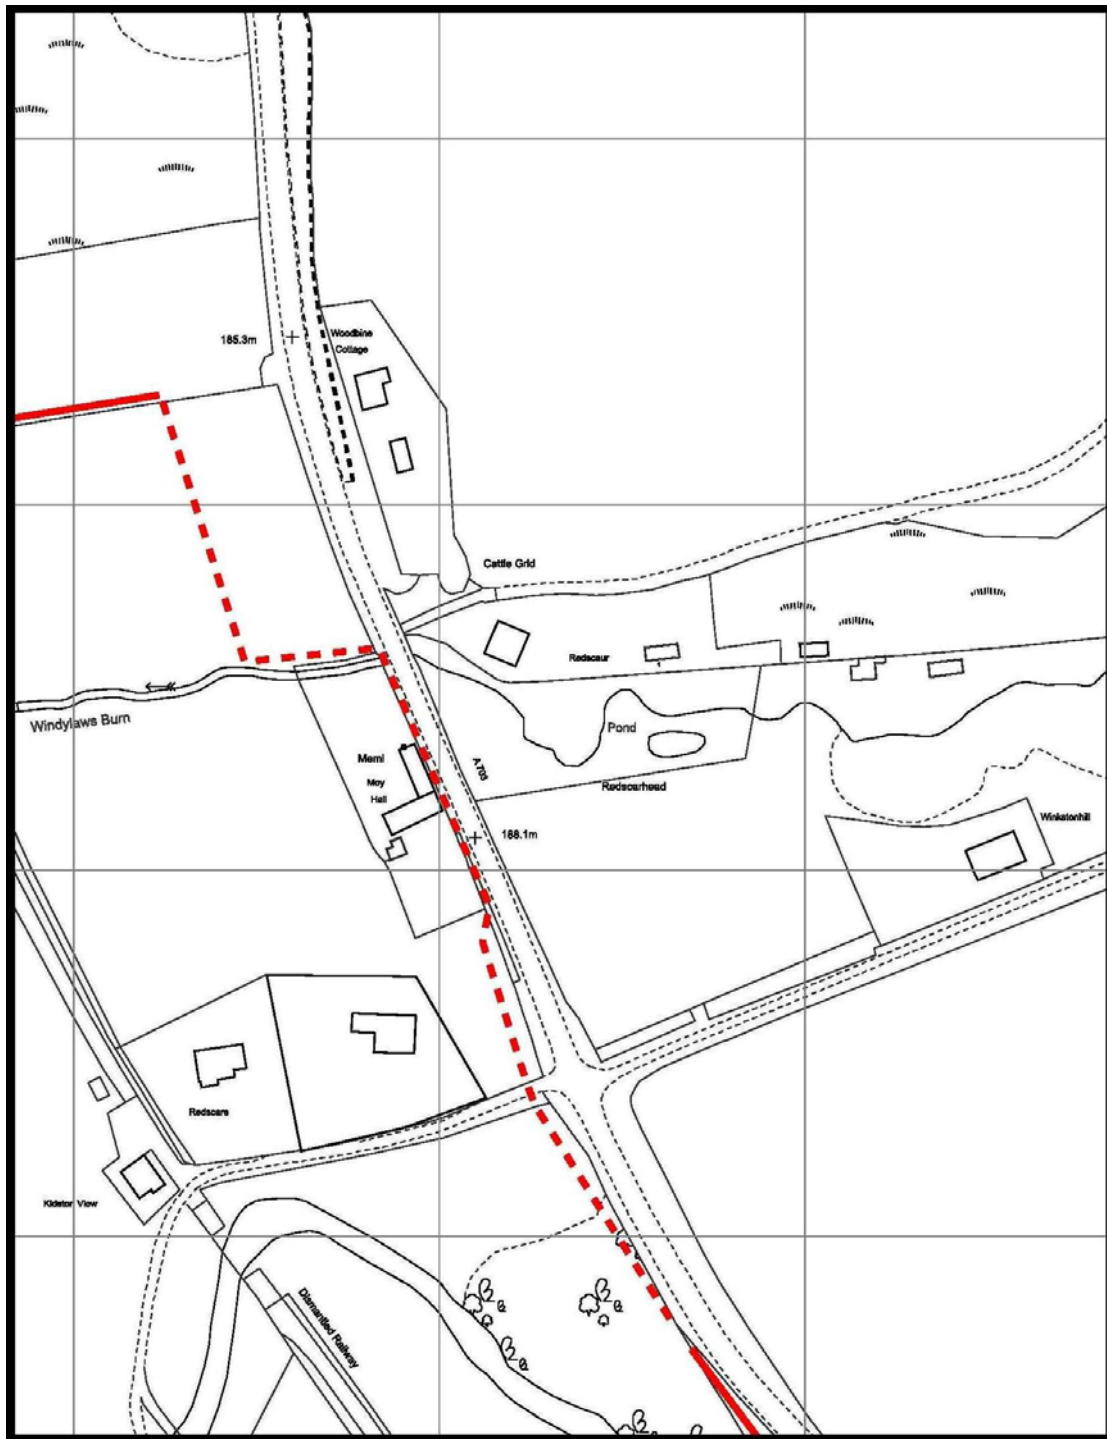 185.3m
Woodbine
Cottage
Cattle Grid
Redscaur
Windylaws Burn
Pond
Meml
Moy
Hall
A 703
Redscarhead
188.1m
Winkstonhill
Redscars
Kidston View
Dismantled Railway